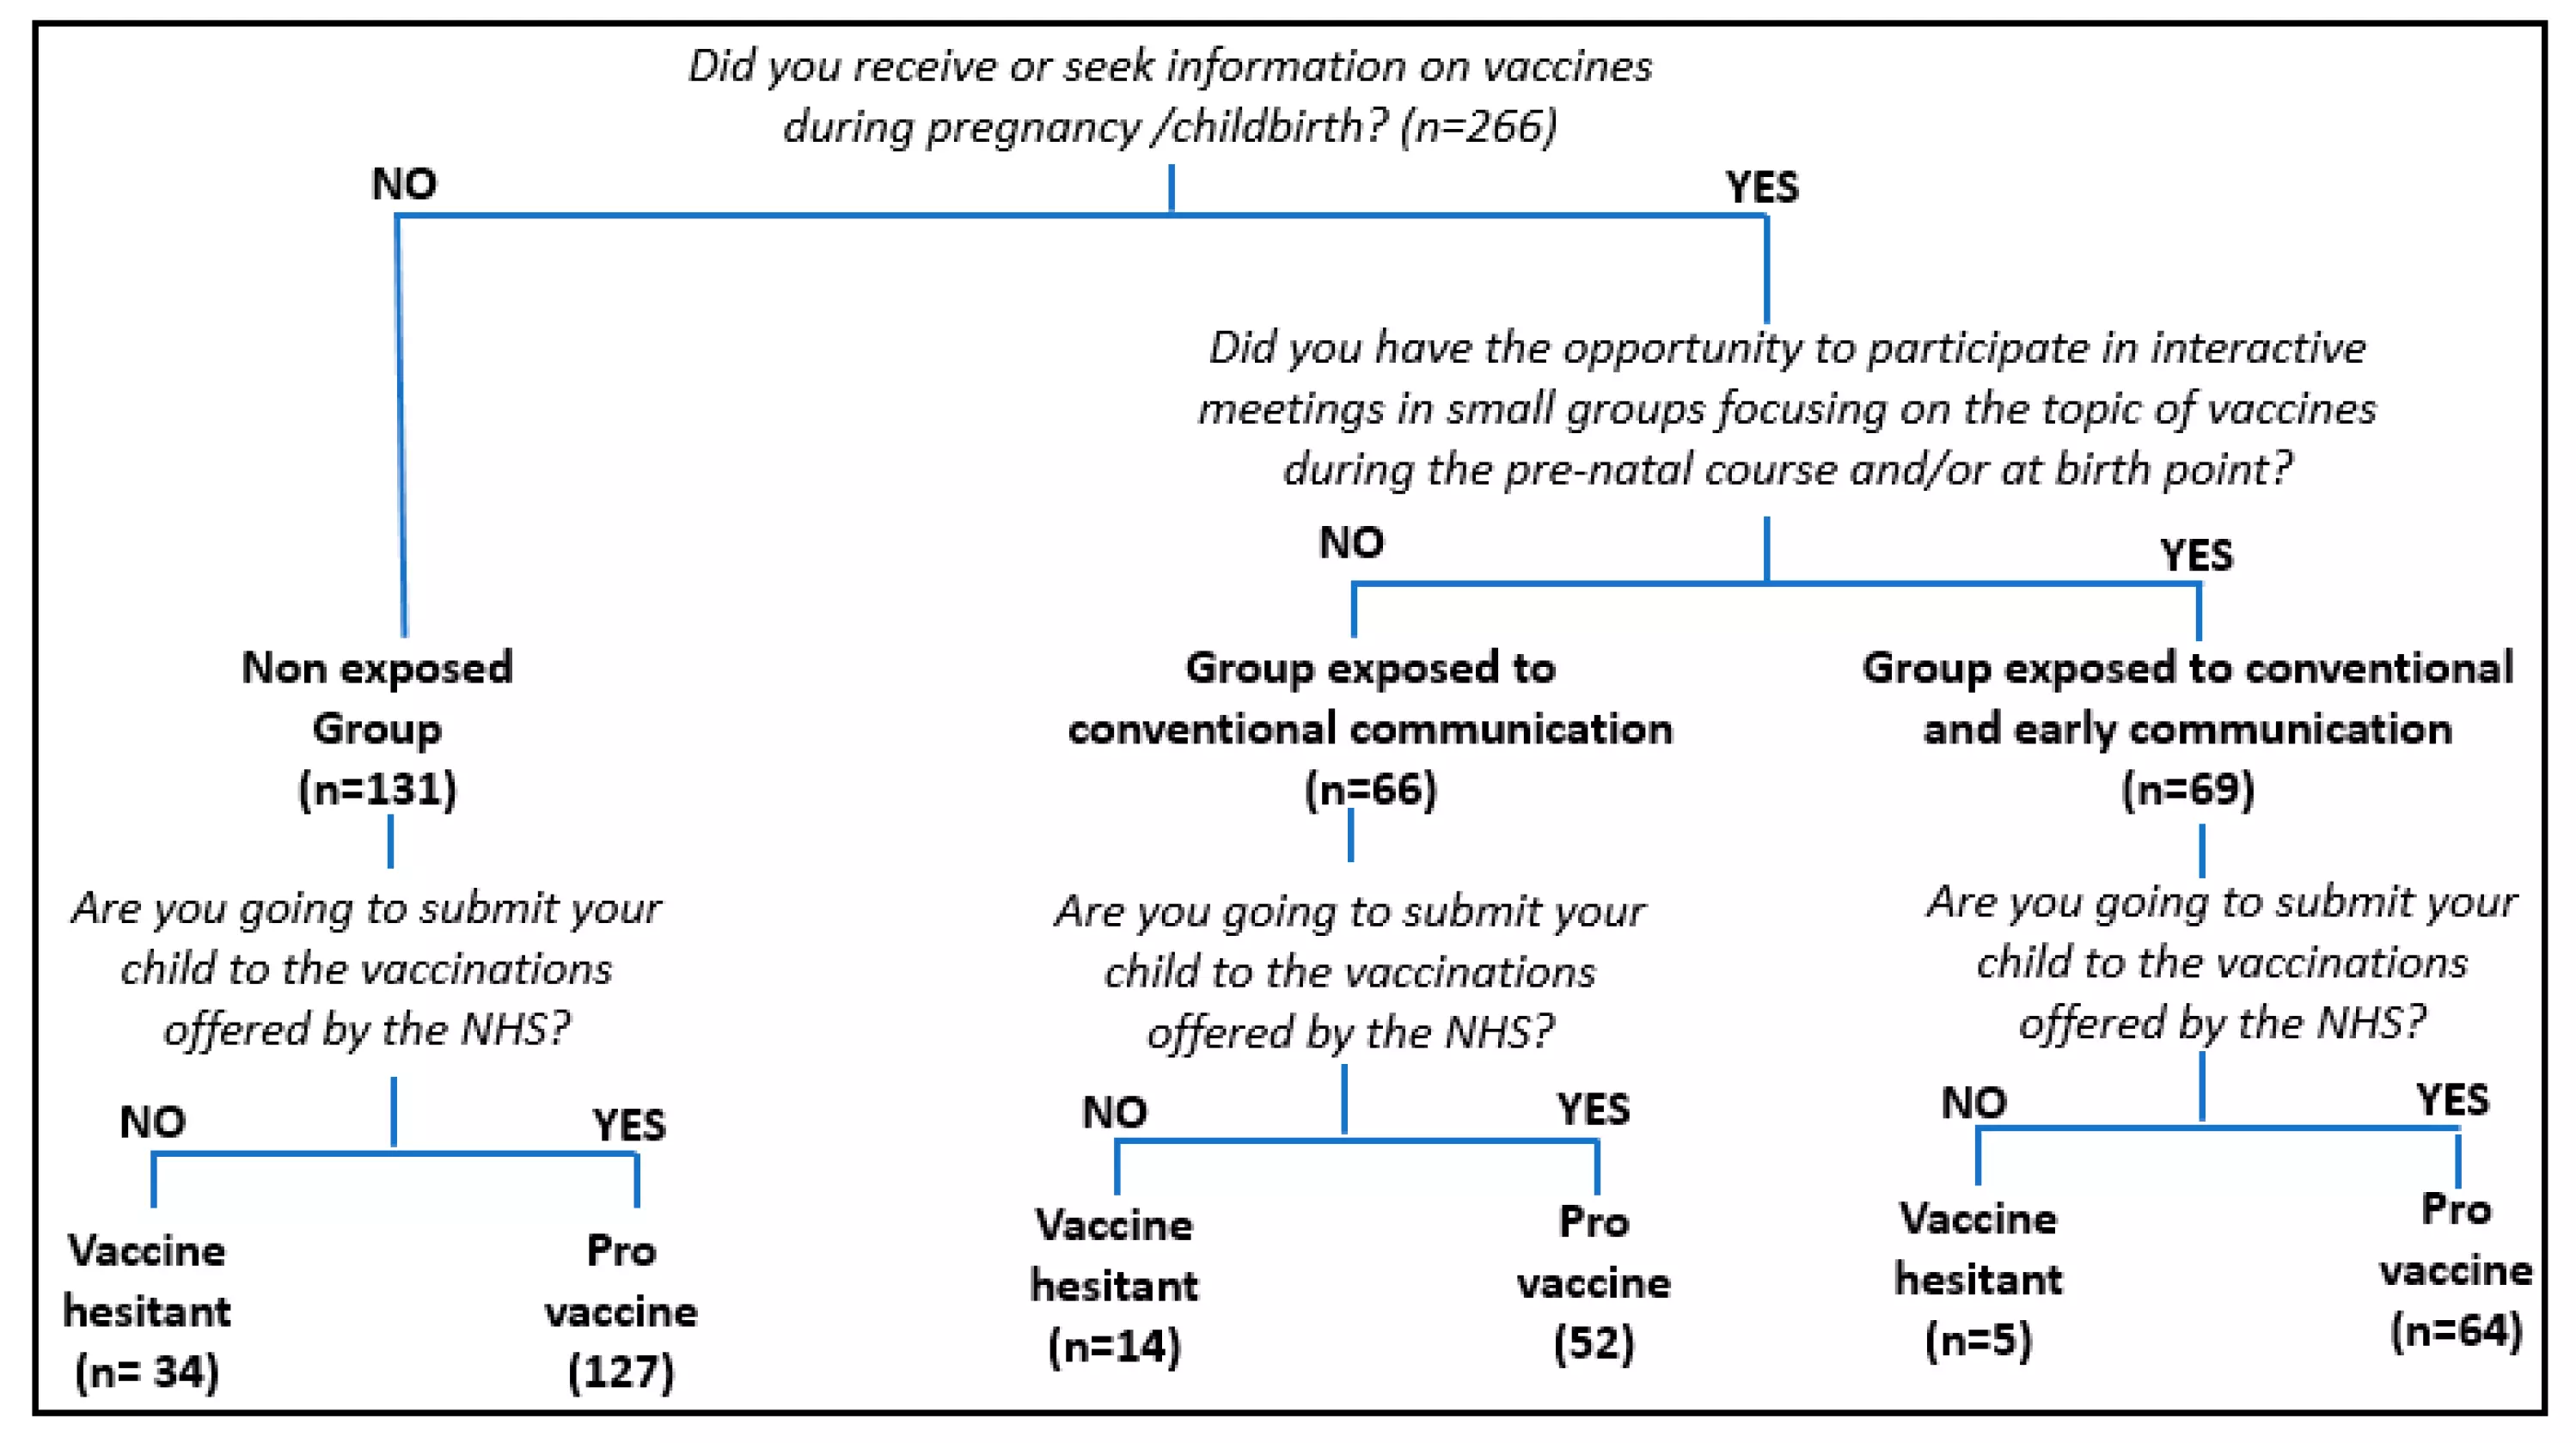 Did you receive or seek information on vaccines
during pregnancy /childbirth? (n=266)
NO
YES
Did you have the opportunity to participate in interactive
meetings in small groups focusing on the topic of vaccines
during the pre-natal course and/or at birth point?
NO
YES
Non exposed
Group
(n=131)
Group exposed to
conventional communication
(n=66)
Group exposed to conventional
and early communication
(n=69)
Are you going to submit your
child to the vaccinations
offered by the NHS?
Are you going to submit your
child to the vaccinations
offered by the NHS?
Are you going to submit your
child to the vaccinations
offered by the NHS?
NO
YES
NO
YES
NO
YES
Vaccine
hesitant
(n= 34)
Pro
vaccine
(127)
Vaccine
hesitant
(n=14)
Pro
vaccine
(52)
Vaccine
hesitant
(n=5)
Pro
vaccine
(n=64)